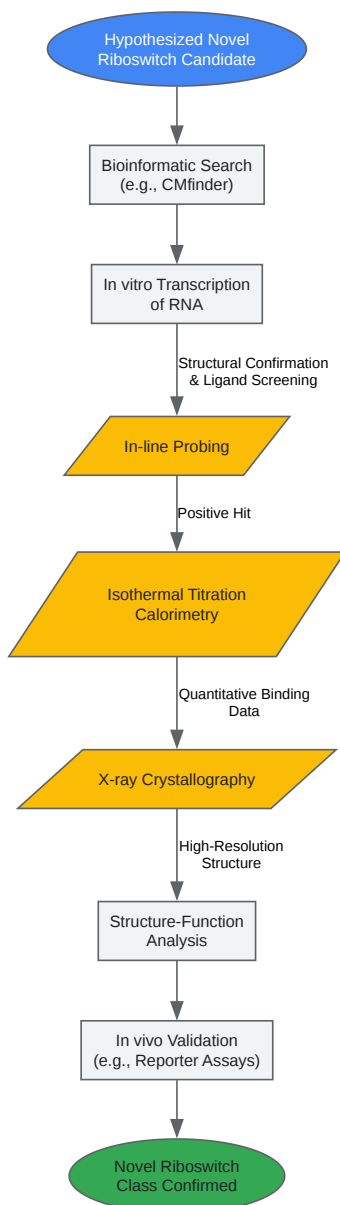 Hypothesized Novel
Riboswitch Candidate
Bioinformatic Search
(e.g., CMfinder)
In vitro Transcription
of RNA
Structural Confirmation
& Ligand Screening
In-line Probing
Positive Hit
Isothermal Titration
Calorimetry
Quantitative Binding
Data
X-ray Crystallography
High-Resolution
Structure
Structure-Function
Analysis
In vivo Validation
(e.g., Reporter Assays)
Novel Riboswitch
Class Confirmed